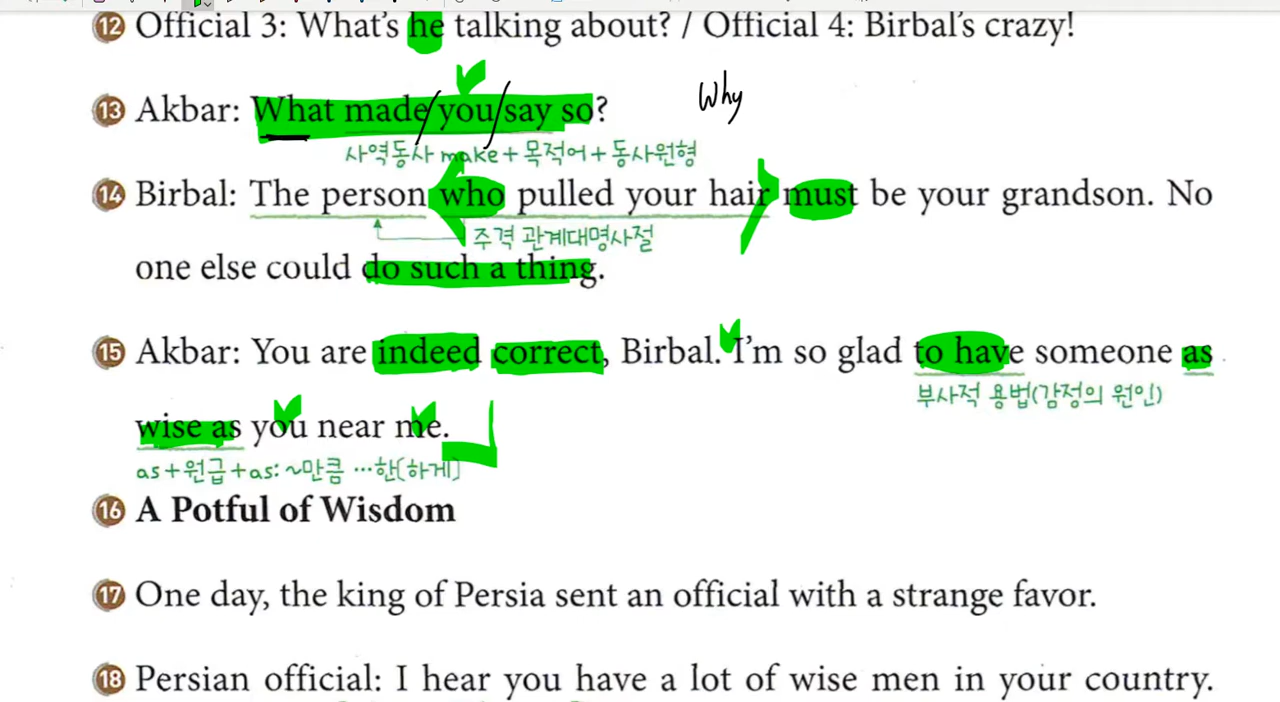 ⑫ Official 3: What's he talking about? / Official 4: Birbal's crazy!
⑬ Akbar: What made/you/say so? Why
사역동사 make+목적어+동사원형
⑭ Birbal: The person who pulled your hair must be your grandson. No
주격 관계대명사절
one else could do such a thing.
⑮ Akbar: You are indeed correct, Birbal. I'm so glad to have someone as
부사적 용법(감정의 원인)
wise as you near me.
as+원급+as: ~만큼 …한[하게]
⑯ A Potful of Wisdom
⑰ One day, the king of Persia sent an official with a strange favor.
⑱ Persian official: I hear you have a lot of wise men in your country.